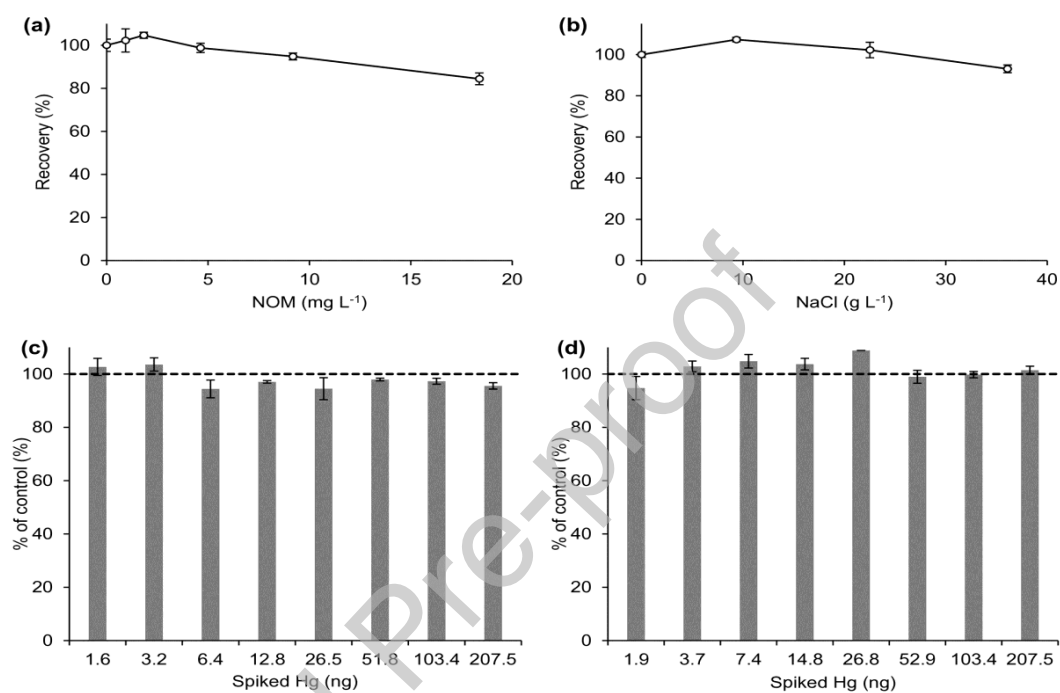 (a)
100
80
60
40
20
0
Recovery (%)
0 5 10 15 20
NOM (mg L⁻¹)
(b)
100
80
60
40
20
0
Recovery (%)
0 10 20 30 40
NaCl (g L⁻¹)
(c)
100
80
60
40
20
0
% of control (%)
1.6 3.2 6.4 12.8 26.5 51.8 103.4 207.5
Spiked Hg (ng)
(d)
100
80
60
40
20
0
% of control (%)
1.9 3.7 7.4 14.8 26.8 52.9 103.4 207.5
Spiked Hg (ng)
Pre-proof